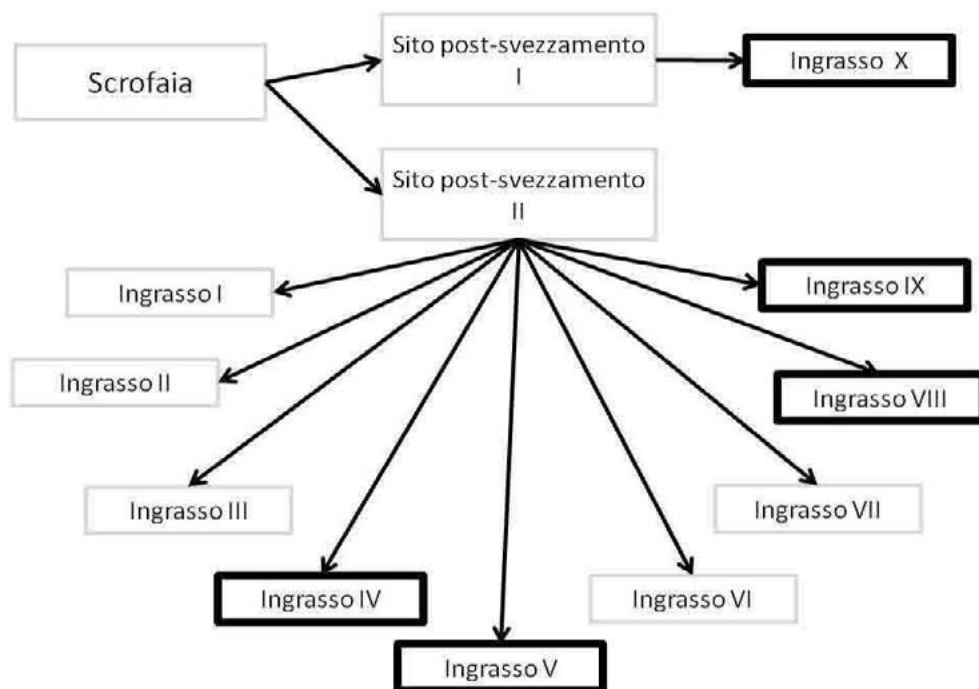 Scrofaia
Sito post-svezzamento
I
Ingrasso X
Sito post-svezzamento
II
Ingrasso I
Ingrasso IX
Ingrasso II
Ingrasso VIII
Ingrasso III
Ingrasso VII
Ingrasso IV
Ingrasso VI
Ingrasso V